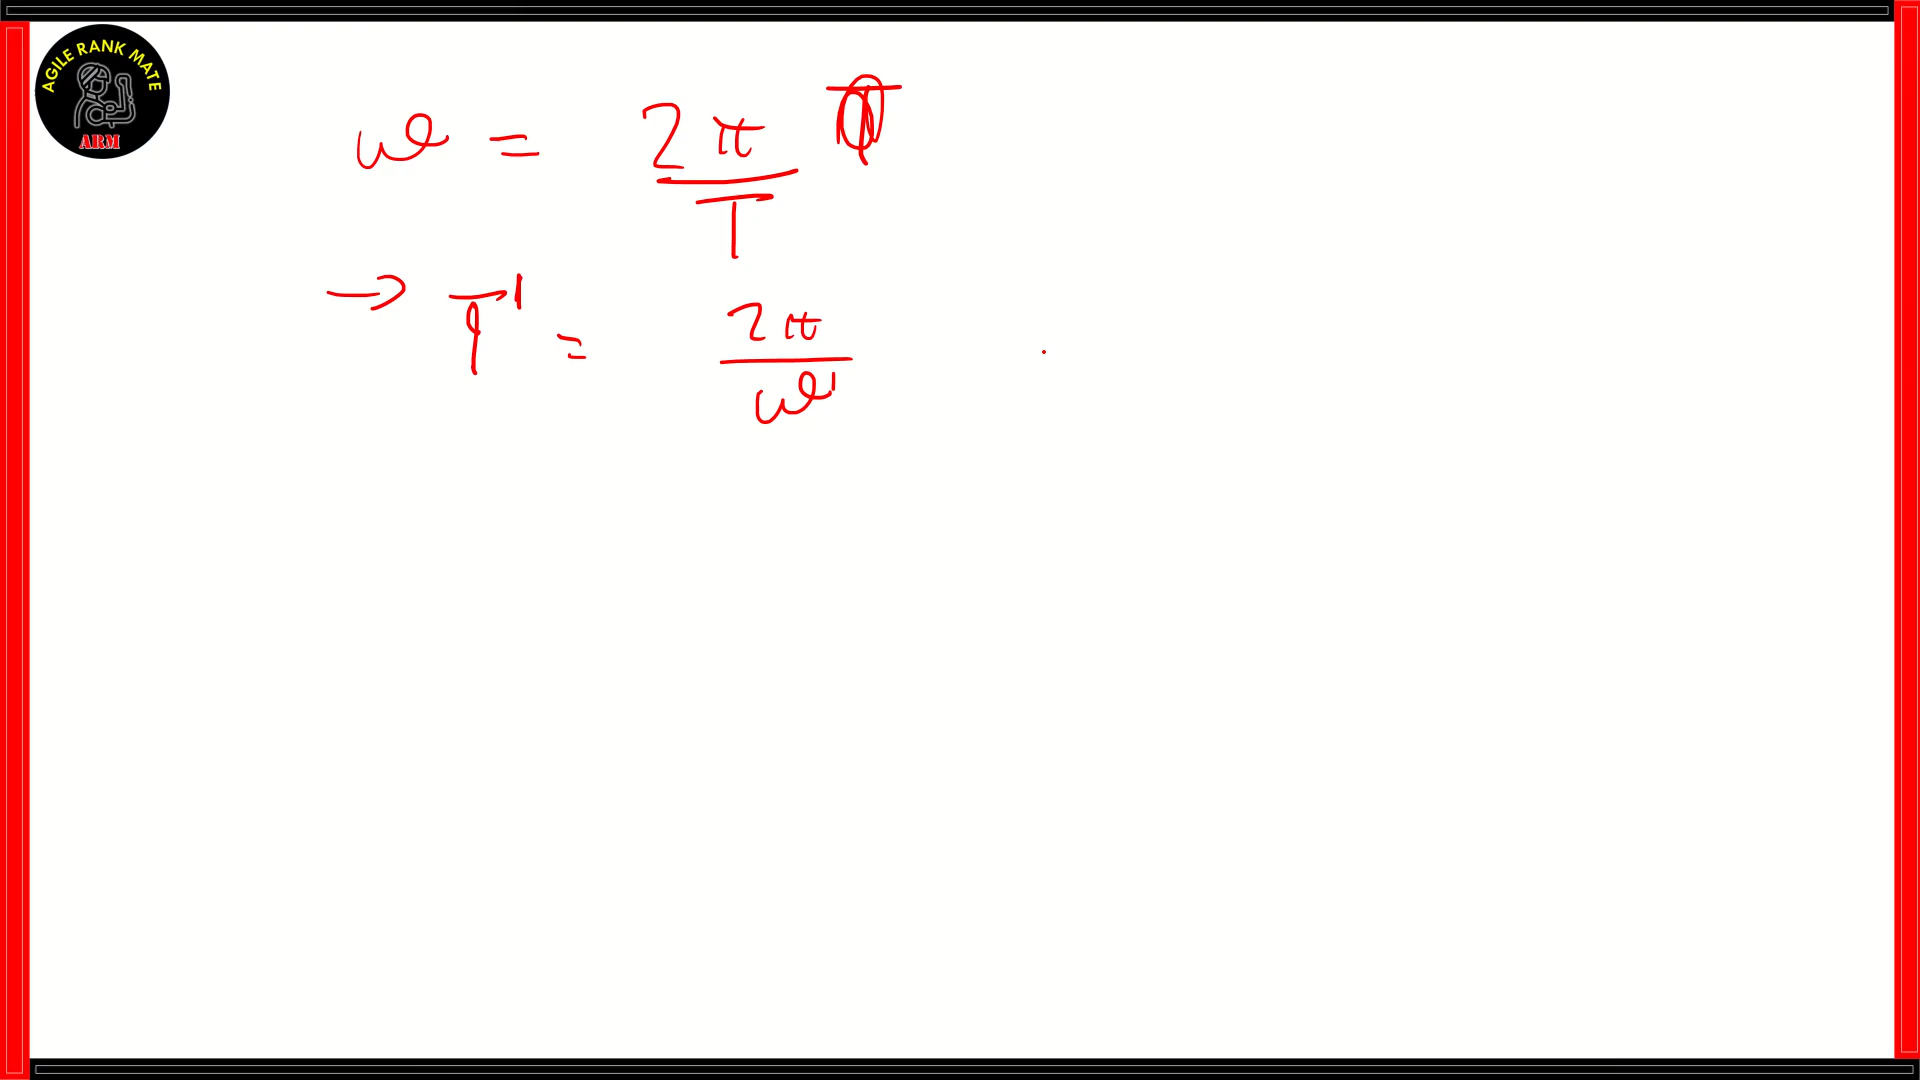 AGILE RANK MATE
ARM
ω = 2π / T
→ T' = 2π / ω'